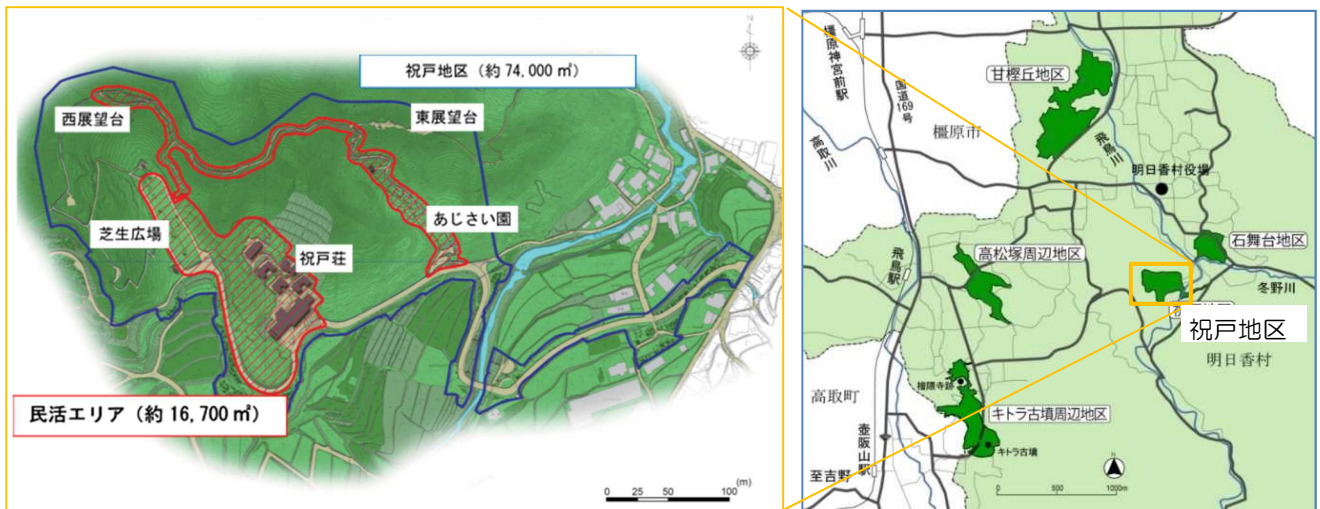 祝戸地区（約 74,000 ㎡）
西展望台
東展望台
あじさい園
芝生広場
祝戸荘
民活エリア（約 16,700 ㎡）
0 25 50 100 (m)
橿原神宮前駅
国道169号
甘樫丘地区
橿原市
高取川
飛鳥川
明日香村役場
石舞台地区
高松塚周辺地区
飛鳥駅
冬野川
祝戸地区
明日香村
檜隈寺跡
高取町
キトラ古墳周辺地区
キトラ古墳
壺阪山駅
至吉野
0 500 1000m